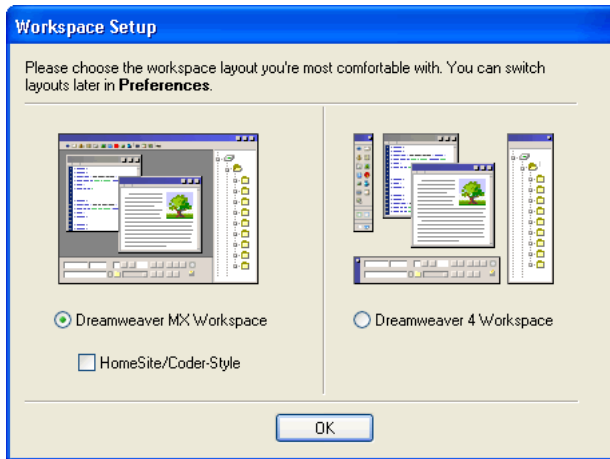 Workspace Setup
Please choose the workspace layout you're most comfortable with. You can switch
layouts later in Preferences.
Dreamweaver MX Workspace
Dreamweaver 4 Workspace
HomeSite/Coder-Style
OK